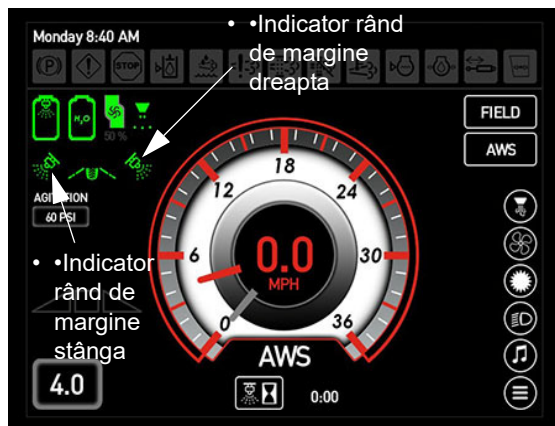 Monday 8:40 AM
• •Indicator rând
de margine
dreapta
STOP
H₂O
50 %
FIELD
AWS
AGITATION
60 PSI
0
6
12
18
24
30
36
0.0
MPH
• •Indicator
rând de
margine
stânga
AWS
4.0
0:00